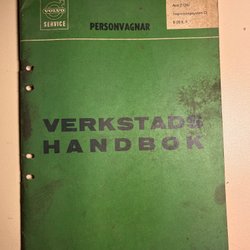 VOLVO
SERVICE
PERSONVAGNAR
VERKSTADS
HANDBOK